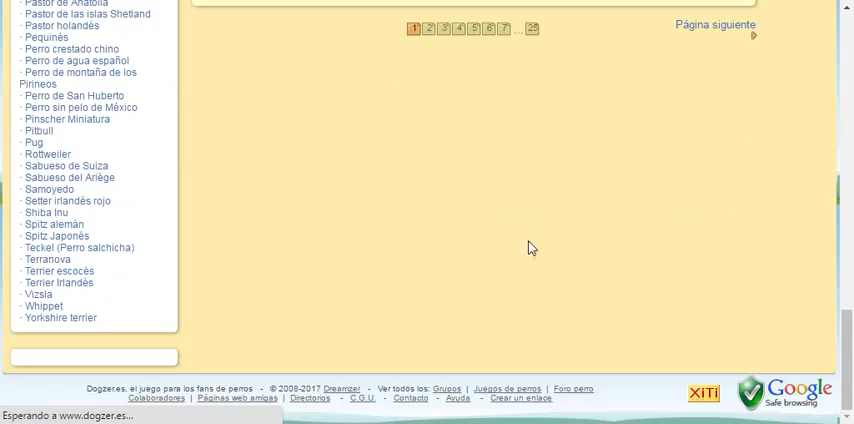 · Pastor de Anatolia
· Pastor de las islas Shetland
· Pastor holandés
· Pequinés
· Perro crestado chino
· Perro de agua español
· Perro de montaña de los
Pirineos
· Perro de San Huberto
· Perro sin pelo de México
· Pinscher Miniatura
· Pitbull
· Pug
· Rottweiler
· Sabueso de Suiza
· Sabueso del Ariège
· Samoyedo
· Setter irlandés rojo
· Shiba Inu
· Spitz alemán
· Spitz Japonès
· Teckel (Perro salchicha)
· Terranova
· Terrier escocès
· Terrier Irlandès
· Vizsla
· Whippet
· Yorkshire terrier
1 2 3 4 5 6 7 ... 25
Página siguiente
Dogzer.es, el juego para los fans de perros - © 2008-2017 Dreamzer - Ver todos los: Grupos | Juegos de perros | Foro perro
Colaboradores | Páginas web amigas | Directorios - C.G.U. - Contacto - Ayuda - Crear un enlace
XiTi
Google
Safe browsing
Esperando a www.dogzer.es...